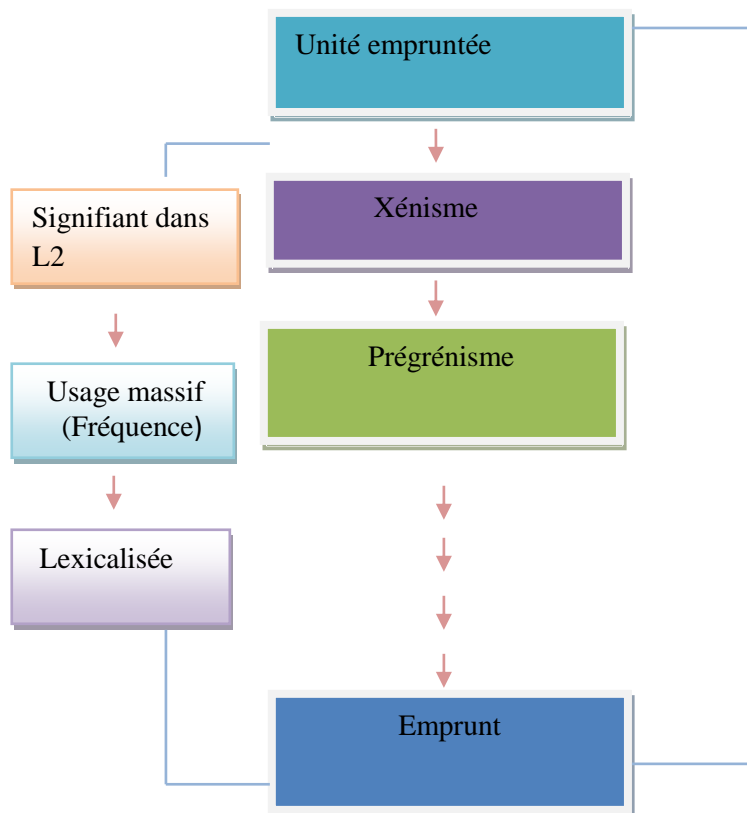 Unité empruntée
Signifiant dans
L2
Xénisme
Prégrénisme
Usage massif
(Fréquence)
Lexicalisée
Emprunt